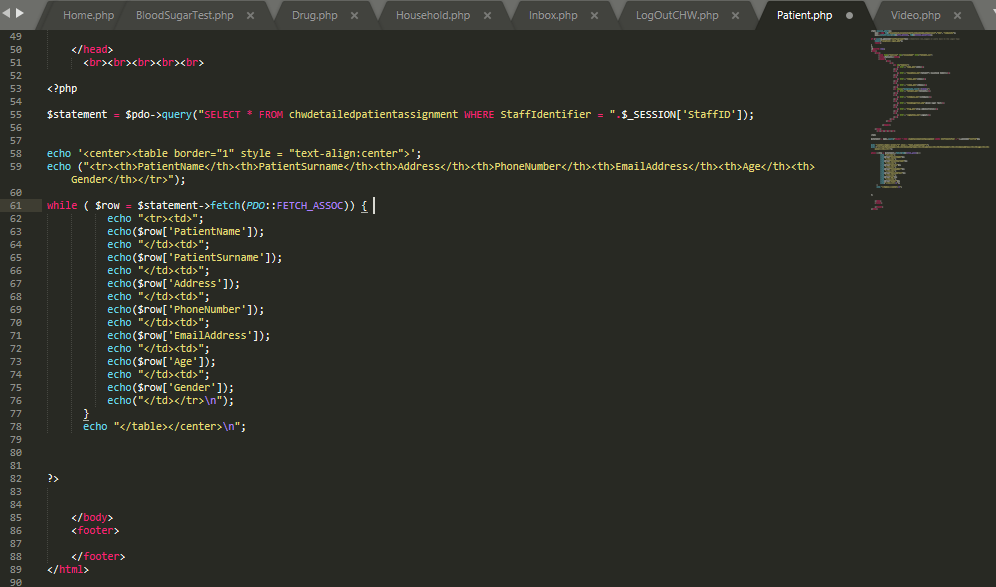 Home.php BloodSugarTest.php × Drug.php × Household.php × Inbox.php × LogOutCHW.php × Patient.php Video.php ×
49
50 </head>
51 <br><br><br><br><br>
52
53 <?php
54
55 $statement = $pdo->query("SELECT * FROM chwdetailedpatientassignment WHERE StaffIdentifier = ".$_SESSION['StaffID']);
56
57
58 echo '<center><table border="1" style = "text-align:center">';
59 echo ("<tr><th>PatientName</th><th>PatientSurname</th><th>Address</th><th>PhoneNumber</th><th>EmailAddress</th><th>Age</th><th>
Gender</th></tr>");
60
61 while ( $row = $statement->fetch(PDO::FETCH_ASSOC)) {
62 echo "<tr><td>";
63 echo($row['PatientName']);
64 echo "</td><td>";
65 echo($row['PatientSurname']);
66 echo "</td><td>";
67 echo($row['Address']);
68 echo "</td><td>";
69 echo($row['PhoneNumber']);
70 echo "</td><td>";
71 echo($row['EmailAddress']);
72 echo "</td><td>";
73 echo($row['Age']);
74 echo "</td><td>";
75 echo($row['Gender']);
76 echo("</td></tr>\n");
77 }
78 echo "</table></center>\n";
79
80
81
82 ?>
83
84
85 </body>
86 <footer>
87
88 </footer>
89 </html>
90